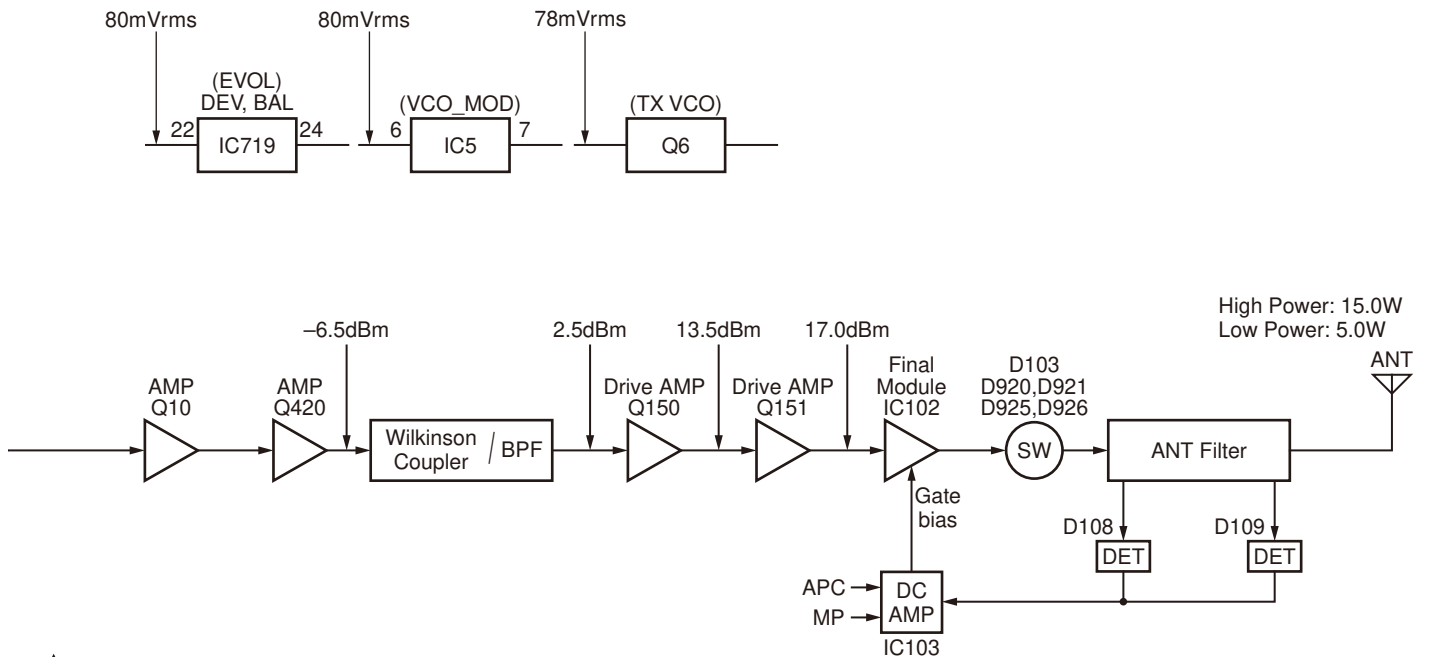 80mVrms
80mVrms
78mVrms
(EVOL)
DEV, BAL
22
IC719
24
(VCO_MOD)
6
IC5
7
(TX VCO)
Q6
High Power: 15.0W
Low Power: 5.0W
ANT
–6.5dBm
2.5dBm
13.5dBm
17.0dBm
AMP
Q10
AMP
Q420
Wilkinson
Coupler
/
BPF
Drive AMP
Q150
Drive AMP
Q151
Final
Module
IC102
D103
D920,D921
D925,D926
SW
ANT Filter
Gate
bias
D108
DET
D109
DET
APC
MP
DC
AMP
IC103